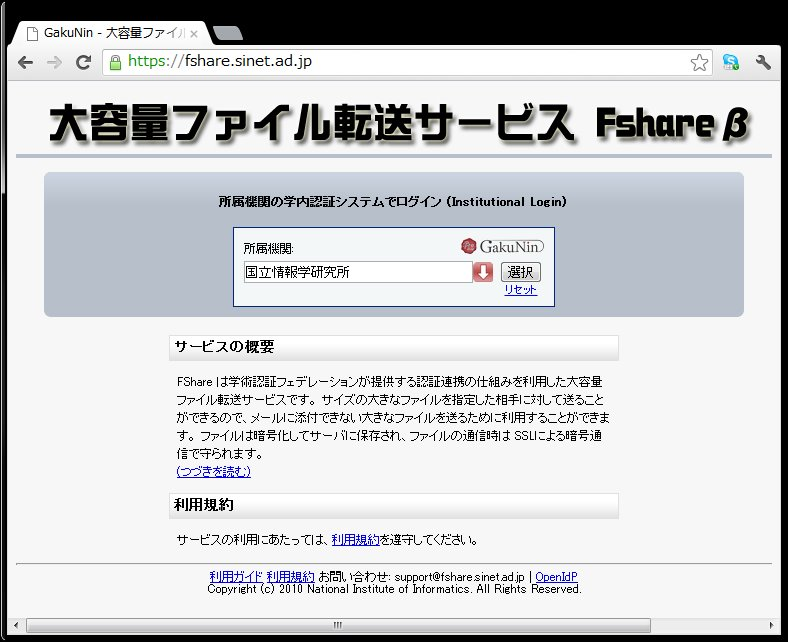 GakuNin - 大容量ファイル
https://fshare.sinet.ad.jp
大容量ファイル転送サービス Fshare β
所属機関の学内認証システムでログイン (Institutional Login)
所属機関: GakuNin
国立情報学研究所 選択
リセット
サービスの概要
FShare は学術認証フェデレーションが提供する認証連携の仕組みを利用した大容量
ファイル転送サービスです。サイズの大きなファイルを指定した相手に対して送ること
ができるので、メールに添付できない大きなファイルを送るために利用することができま
す。ファイルは暗号化してサーバに保存され、ファイルの通信時は SSLによる暗号通
信で守られます。
(つづきを読む)
利用規約
サービスの利用にあたっては、利用規約を遵守してください。
利用ガイド 利用規約 お問い合わせ: support@fshare.sinet.ad.jp | OpenIdP
Copyright (c) 2010 National Institute of Informatics. All Rights Reserved.